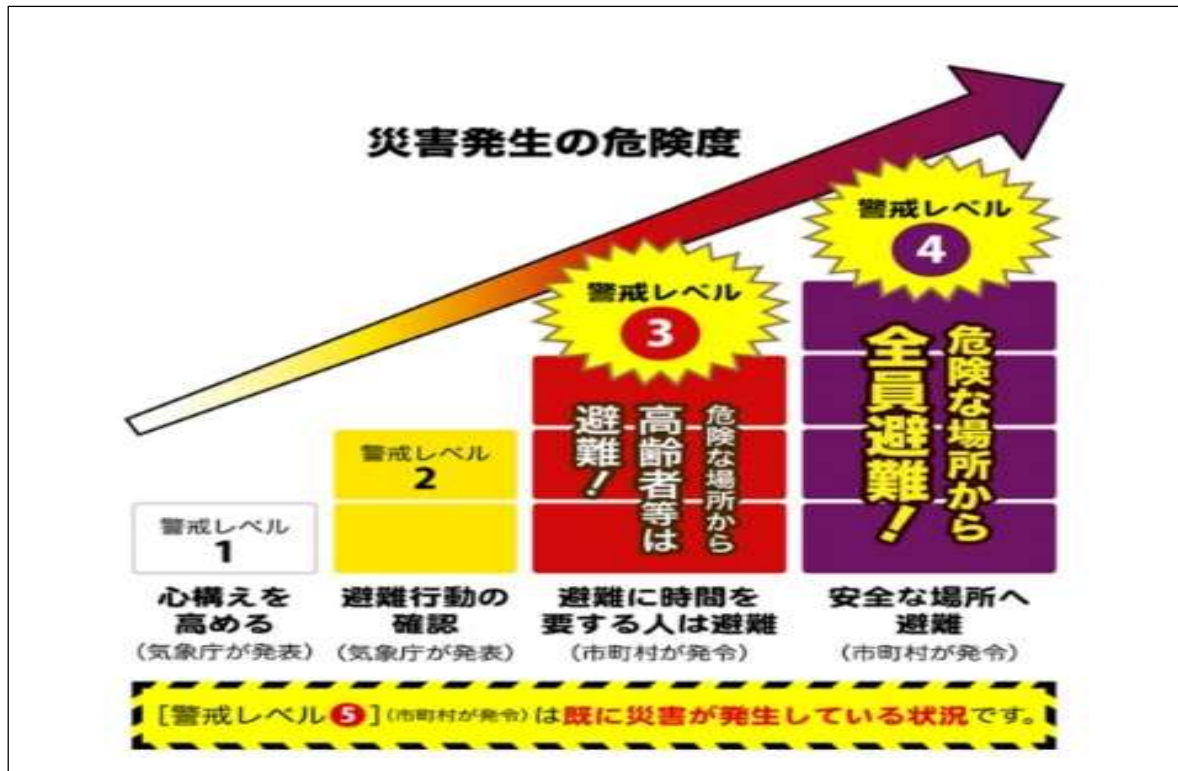 災害発生の危険度
警戒レベル
1
心構えを
高める
(気象庁が発表)
警戒レベル
2
避難行動の
確認
(気象庁が発表)
警戒レベル
3
危険な場所から
高齢者等は
避難!
避難に時間を
要する人は避難
(市町村が発令)
警戒レベル
4
危険な場所から
全員避難!
安全な場所へ
避難
(市町村が発令)
[警戒レベル❺](市町村が発令)は既に災害が発生している状況です。